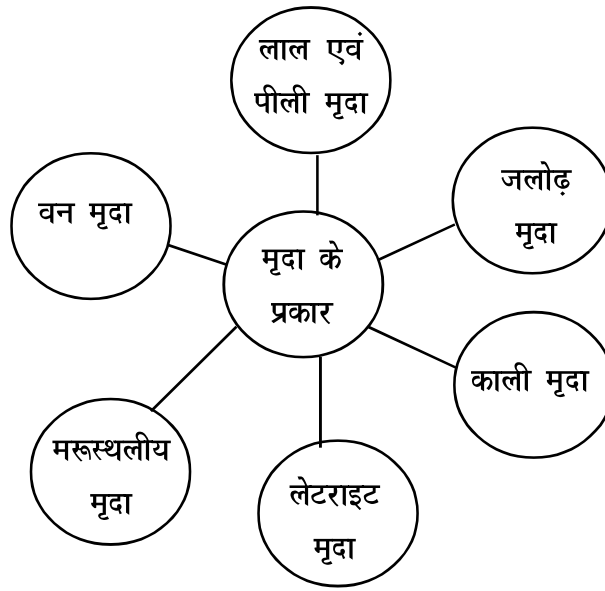 लाल एवं
पीली मृदा
जलोढ़
मृदा
वन मृदा
मृदा के
प्रकार
काली मृदा
मरूस्थलीय
मृदा
लेटराइट
मृदा